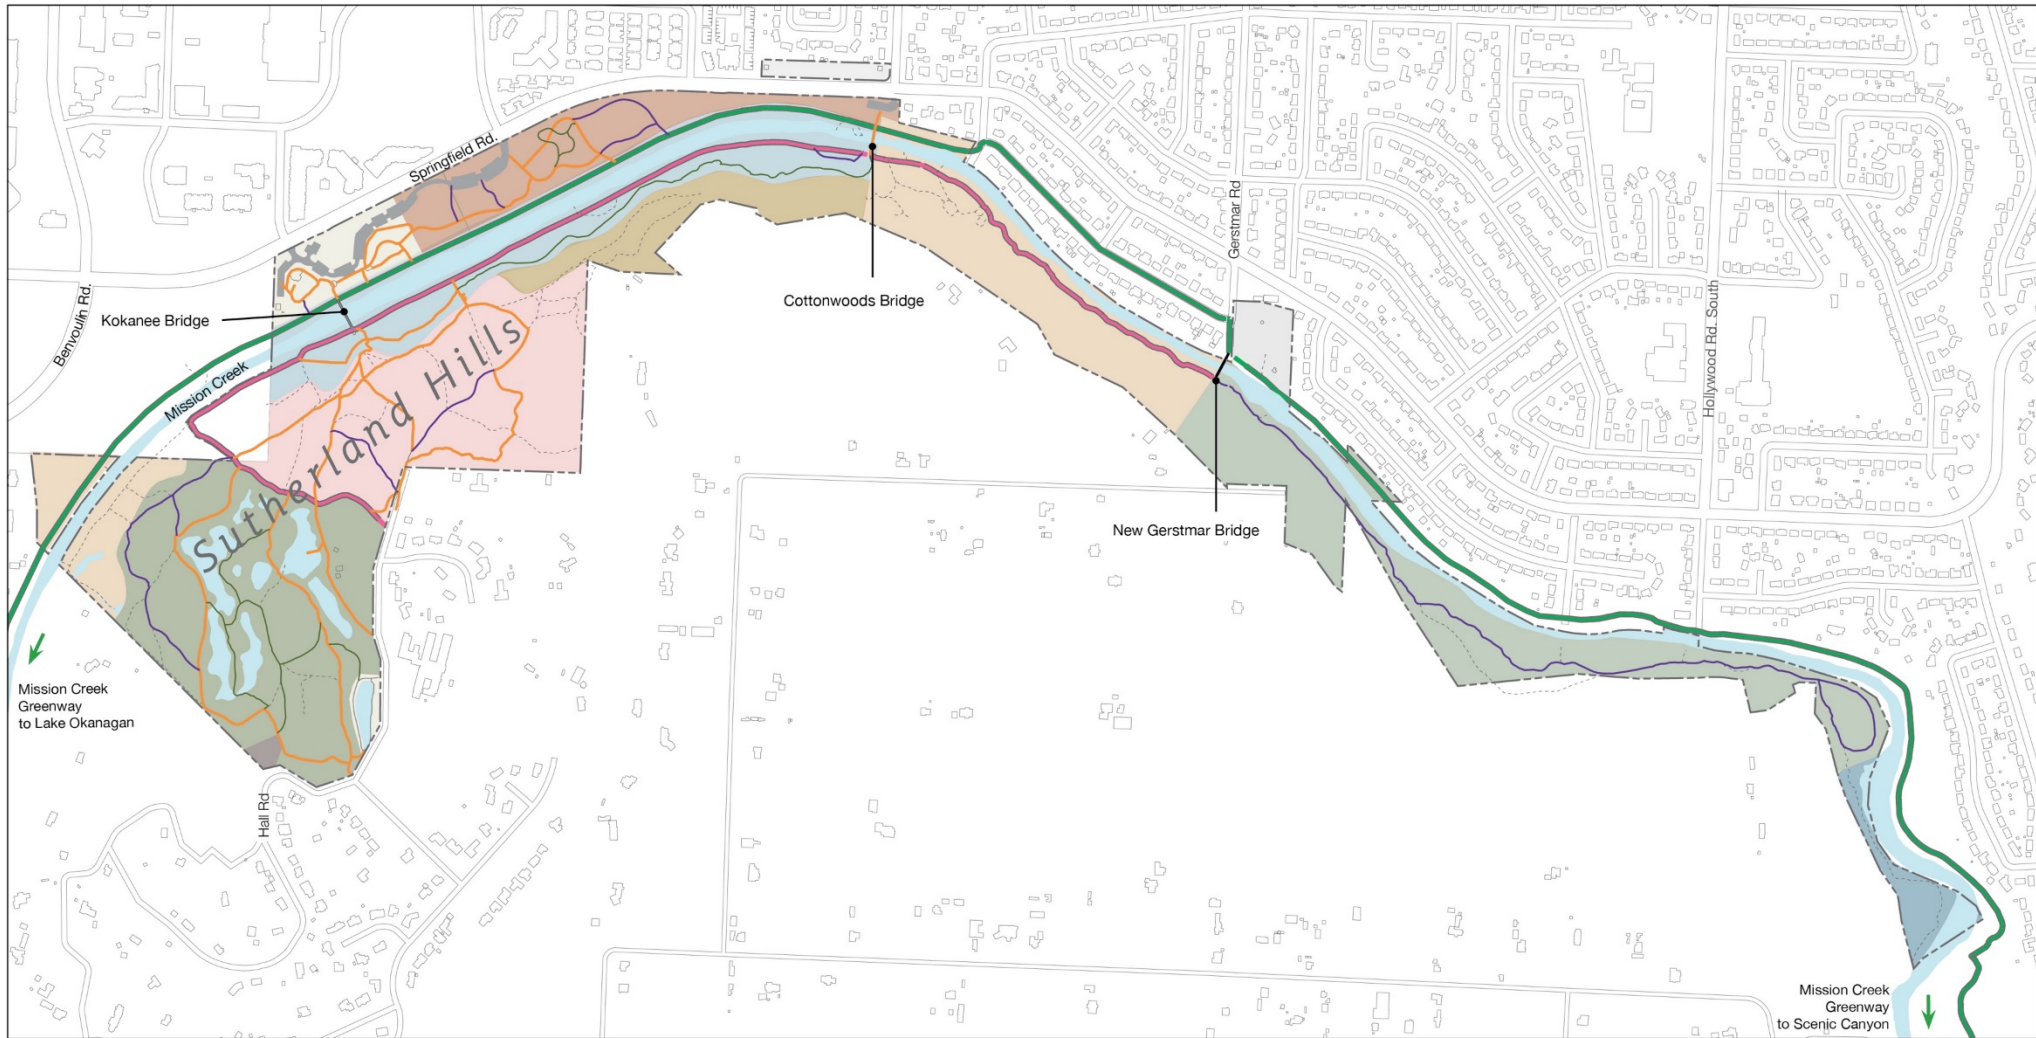 Springfield Rd.
Benvoulin Rd.
Kokanee Bridge
Mission Creek
Cottonwoods Bridge
Gerstmar Rd
Hollywood Rd. South
Sutherland Hills
New Gerstmar Bridge
Mission Creek
Greenway
to Lake Okanagan
Hall Rd
Mission Creek
Greenway
to Scenic Canyon